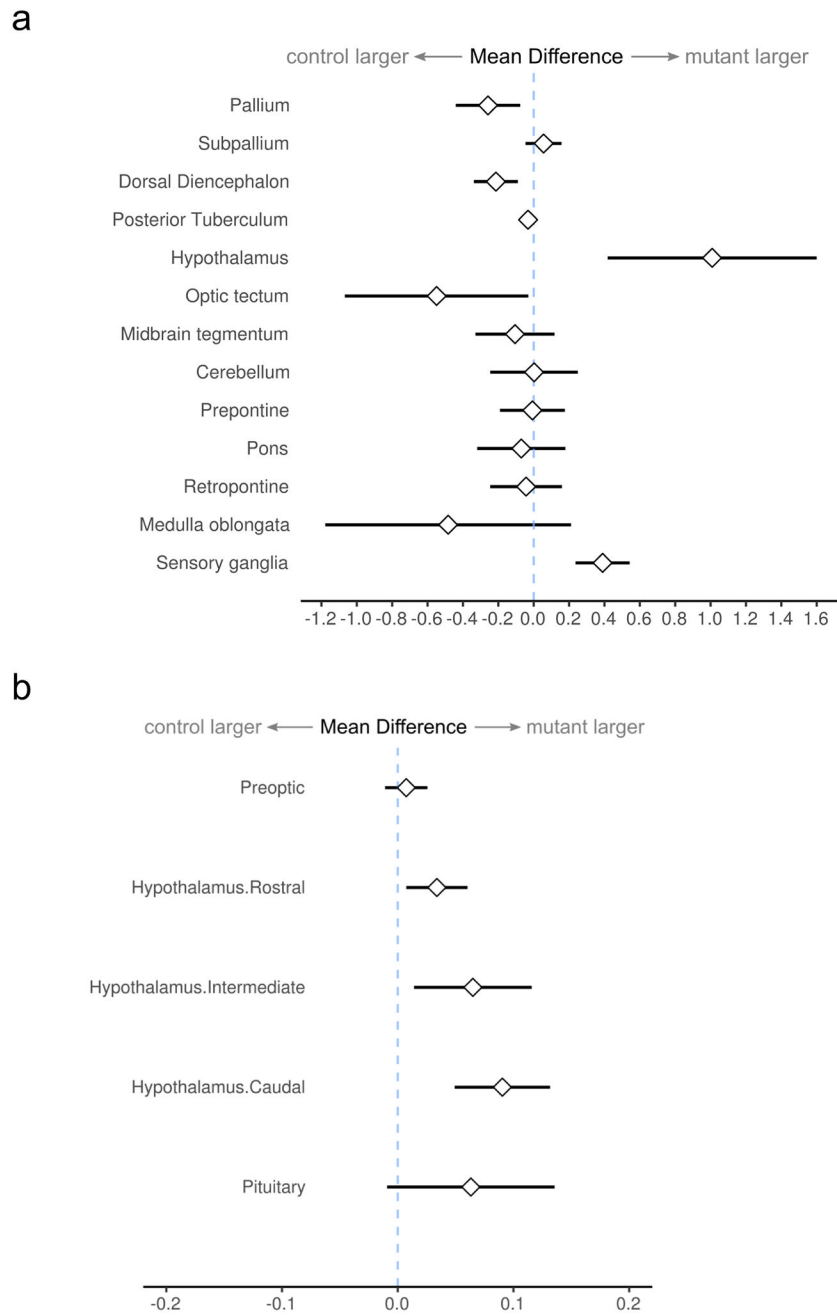 a
control larger Mean Difference mutant larger
Pallium
Subpallium
Dorsal Diencephalon
Posterior Tuberculum
Hypothalamus
Optic tectum
Midbrain tegmentum
Cerebellum
Prepontine
Pons
Retropontine
Medulla oblongata
Sensory ganglia
-1.2 -1.0 -0.8 -0.6 -0.4 -0.2 0.0 0.2 0.4 0.6 0.8 1.0 1.2 1.4 1.6
b
control larger Mean Difference mutant larger
Preoptic
Hypothalamus.Rostral
Hypothalamus.Intermediate
Hypothalamus.Caudal
Pituitary
-0.2 -0.1 0.0 0.1 0.2